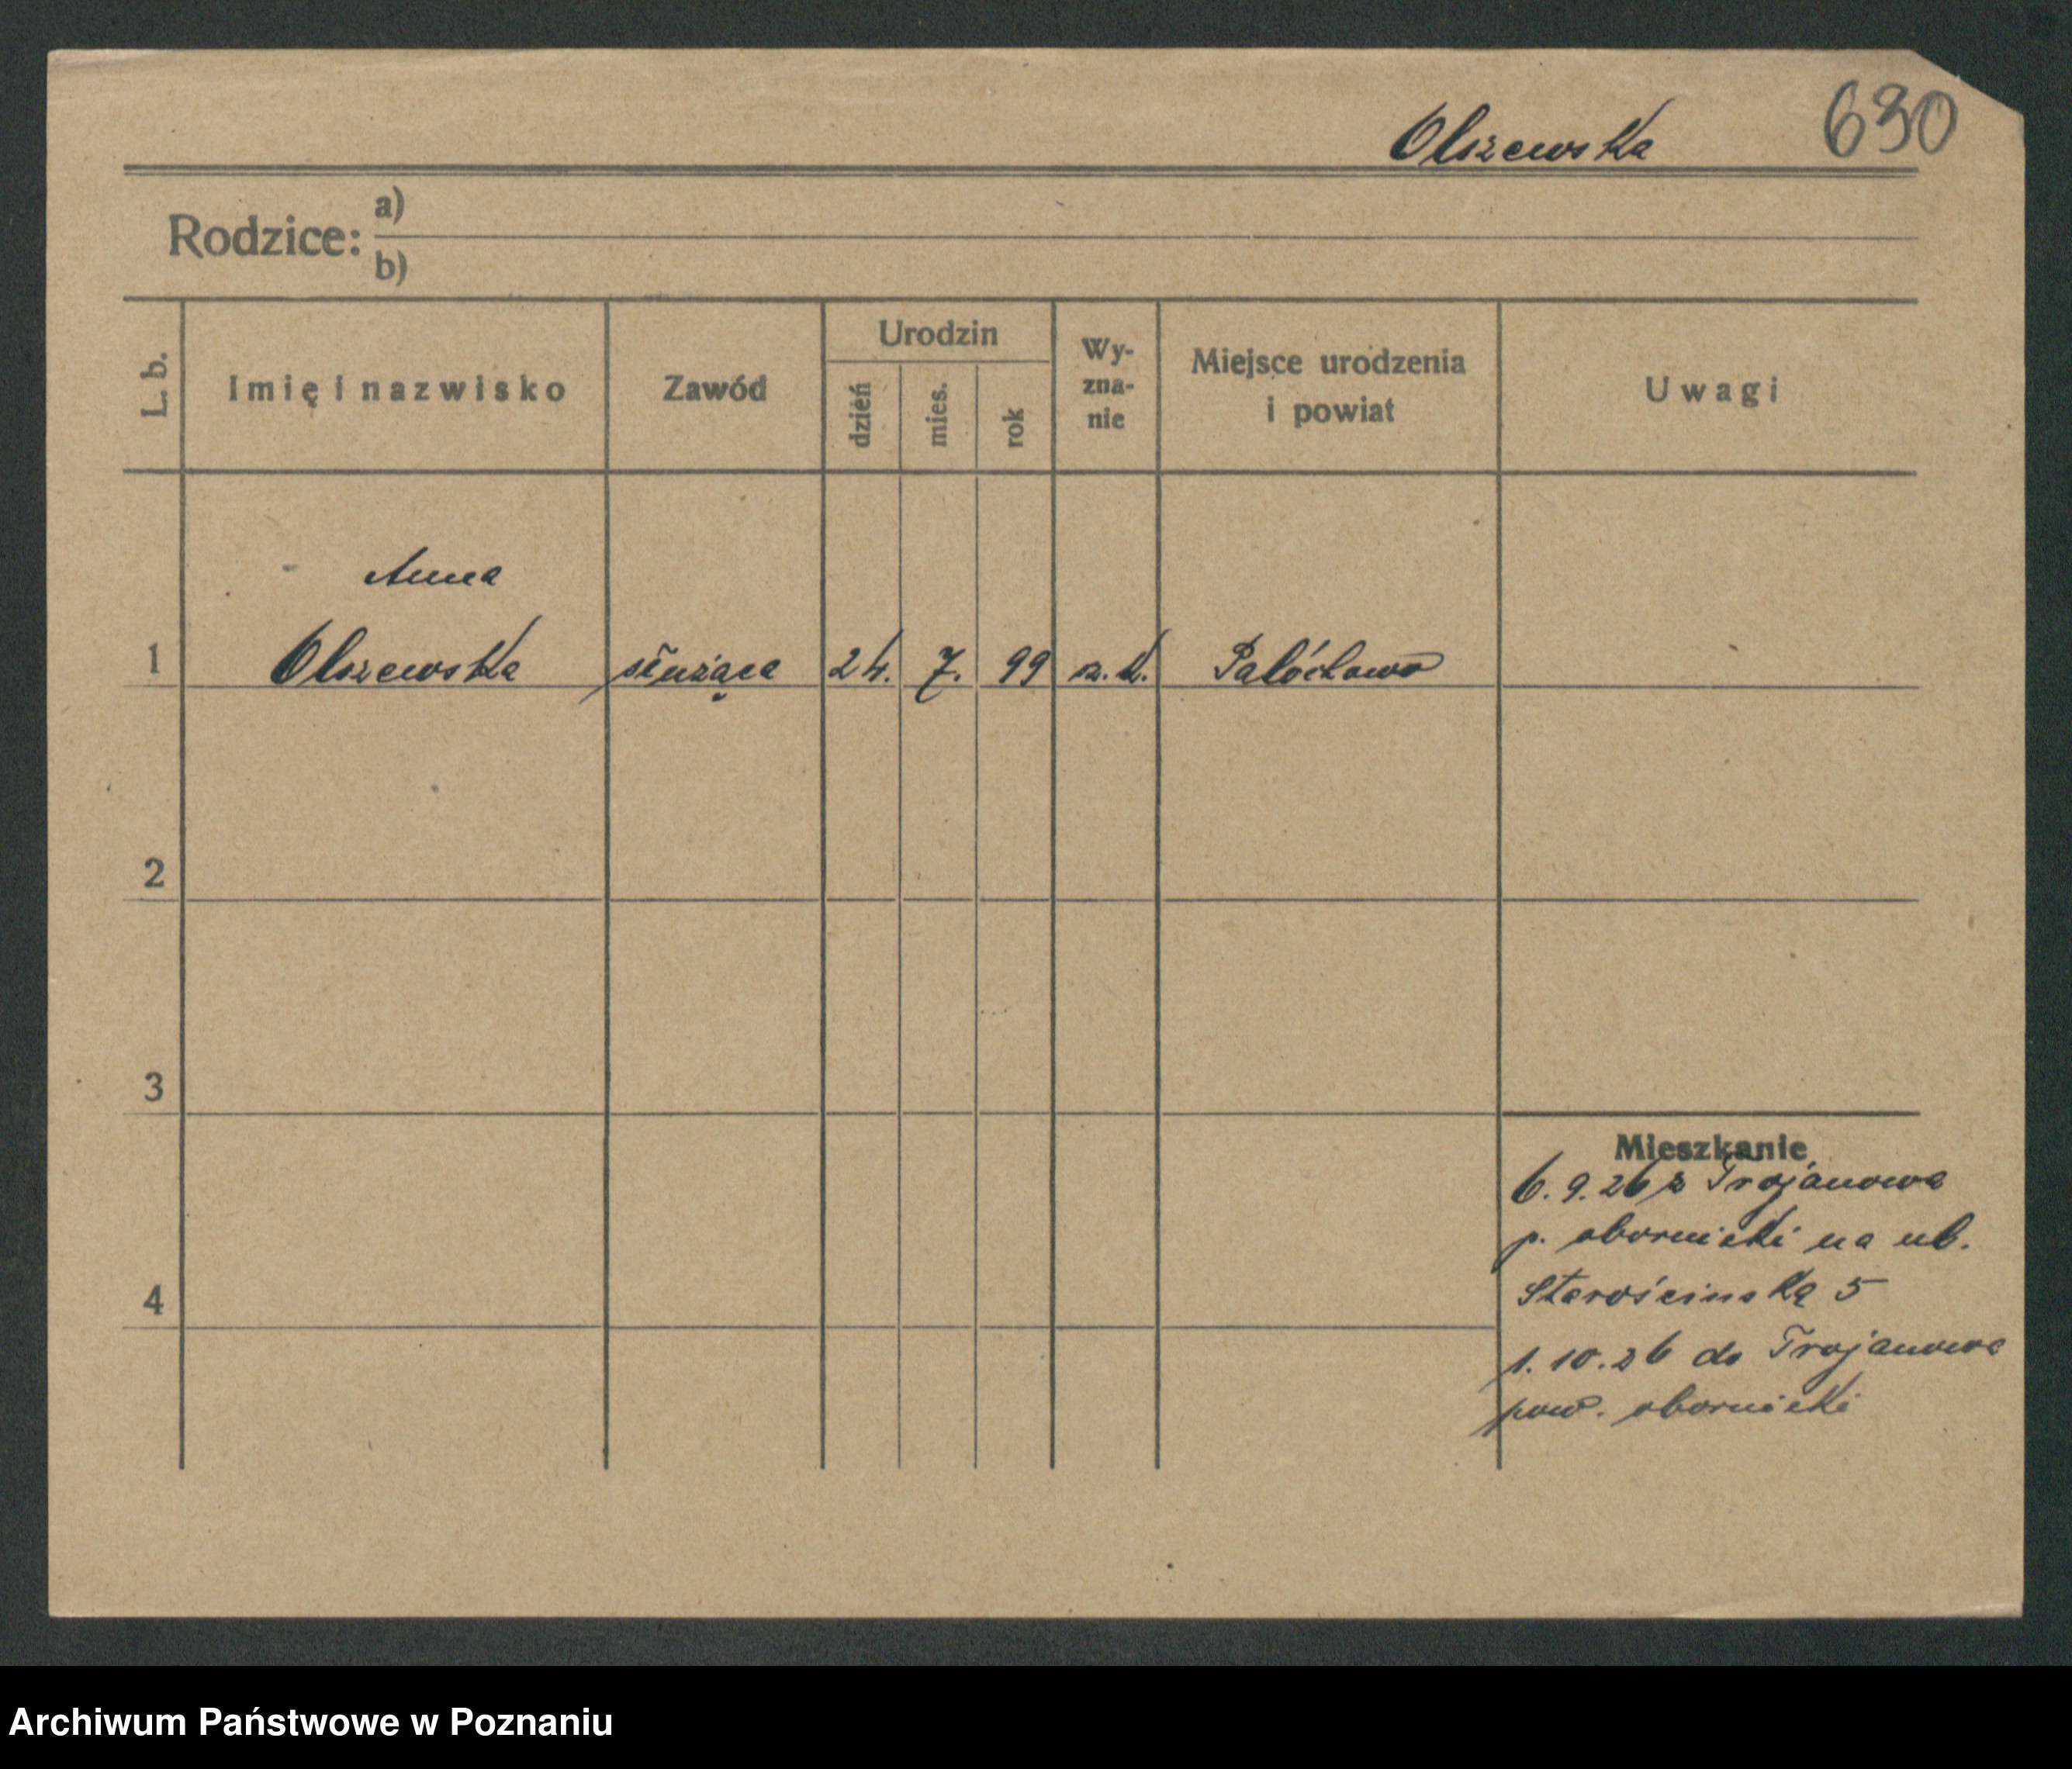 Olszewska 630
Rodzice: a)
b)
L. b.
Imię i nazwisko
Zawód
Urodzin
dzień
mies.
rok
Wy-
zna-
nie
Miejsce urodzenia
i powiat
Uwagi
Anna
1 Olszewska służąca 24. 7. 99
2
3
4
Mieszkanie
6. 9. 26 z Trojanowa
p. obornicki na ul.
Starościnską 5
1. 10. 26 do Trojanowa
pow. obornicki
Archiwum Państwowe w Poznaniu